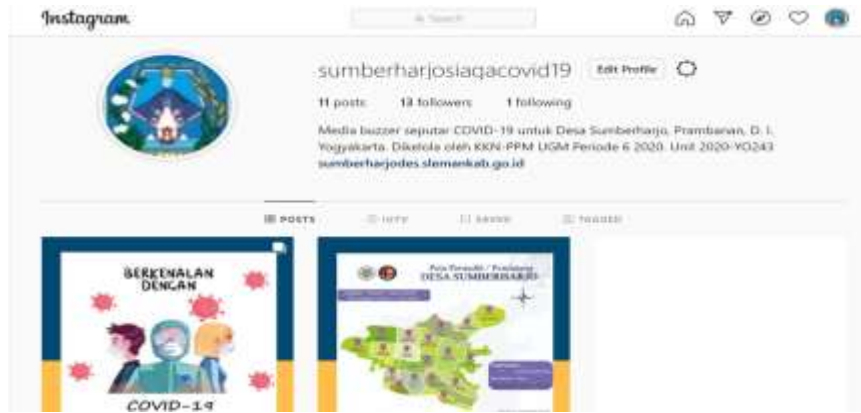 Instagram
Search
sumberharjosiagacovid19 Edit Profile
11 posts 13 followers 1 following
Media buzzer seputar COVID-19 untuk Desa Sumberharjo, Prambanan, D. I.
Yogyakarta. Dikelola oleh KKN-PPM UGM Periode 6 2020. Unit 2020-YO243
sumberharjodes.slemankab.go.id
POSTS IGTV SAVED TAGGED
BERKENALAN
DENGAN
COVID-19
DESA SUMBERHARJO